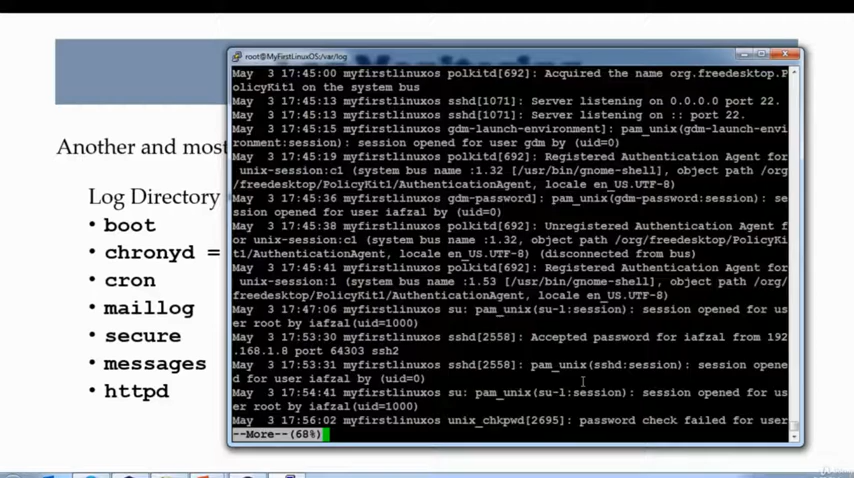 root@MyFirstLinuxOS:/var/log
Another and most
Log Directory
• boot
• chronyd =
• cron
• maillog
• secure
• messages
• httpd
May  3 17:45:00 myfirstlinuxos polkitd[692]: Acquired the name org.freedesktop.P
olicyKit1 on the system bus
May  3 17:45:13 myfirstlinuxos sshd[1071]: Server listening on 0.0.0.0 port 22.
May  3 17:45:13 myfirstlinuxos sshd[1071]: Server listening on :: port 22.
May  3 17:45:15 myfirstlinuxos gdm-launch-environment]: pam_unix(gdm-launch-envi
ronment:session): session opened for user gdm by (uid=0)
May  3 17:45:19 myfirstlinuxos polkitd[692]: Registered Authentication Agent for
 unix-session:c1 (system bus name :1.32 [/usr/bin/gnome-shell], object path /org
/freedesktop/PolicyKit1/AuthenticationAgent, locale en_US.UTF-8)
May  3 17:45:36 myfirstlinuxos gdm-password]: pam_unix(gdm-password:session): se
ssion opened for user iafzal by (uid=0)
May  3 17:45:38 myfirstlinuxos polkitd[692]: Unregistered Authentication Agent f
or unix-session:c1 (system bus name :1.32, object path /org/freedesktop/PolicyKi
t1/AuthenticationAgent, locale en_US.UTF-8) (disconnected from bus)
May  3 17:45:41 myfirstlinuxos polkitd[692]: Registered Authentication Agent for
 unix-session:1 (system bus name :1.53 [/usr/bin/gnome-shell], object path /org/
freedesktop/PolicyKit1/AuthenticationAgent, locale en_US.UTF-8)
May  3 17:47:06 myfirstlinuxos su: pam_unix(su-l:session): session opened for us
er root by iafzal(uid=1000)
May  3 17:53:30 myfirstlinuxos sshd[2558]: Accepted password for iafzal from 192
.168.1.8 port 64303 ssh2
May  3 17:53:31 myfirstlinuxos sshd[2558]: pam_unix(sshd:session): session opene
d for user iafzal by (uid=0)
May  3 17:54:41 myfirstlinuxos su: pam_unix(su-l:session): session opened for us
er root by iafzal(uid=1000)
May  3 17:56:02 myfirstlinuxos unix_chkpwd[2695]: password check failed for user
--More--(68%)